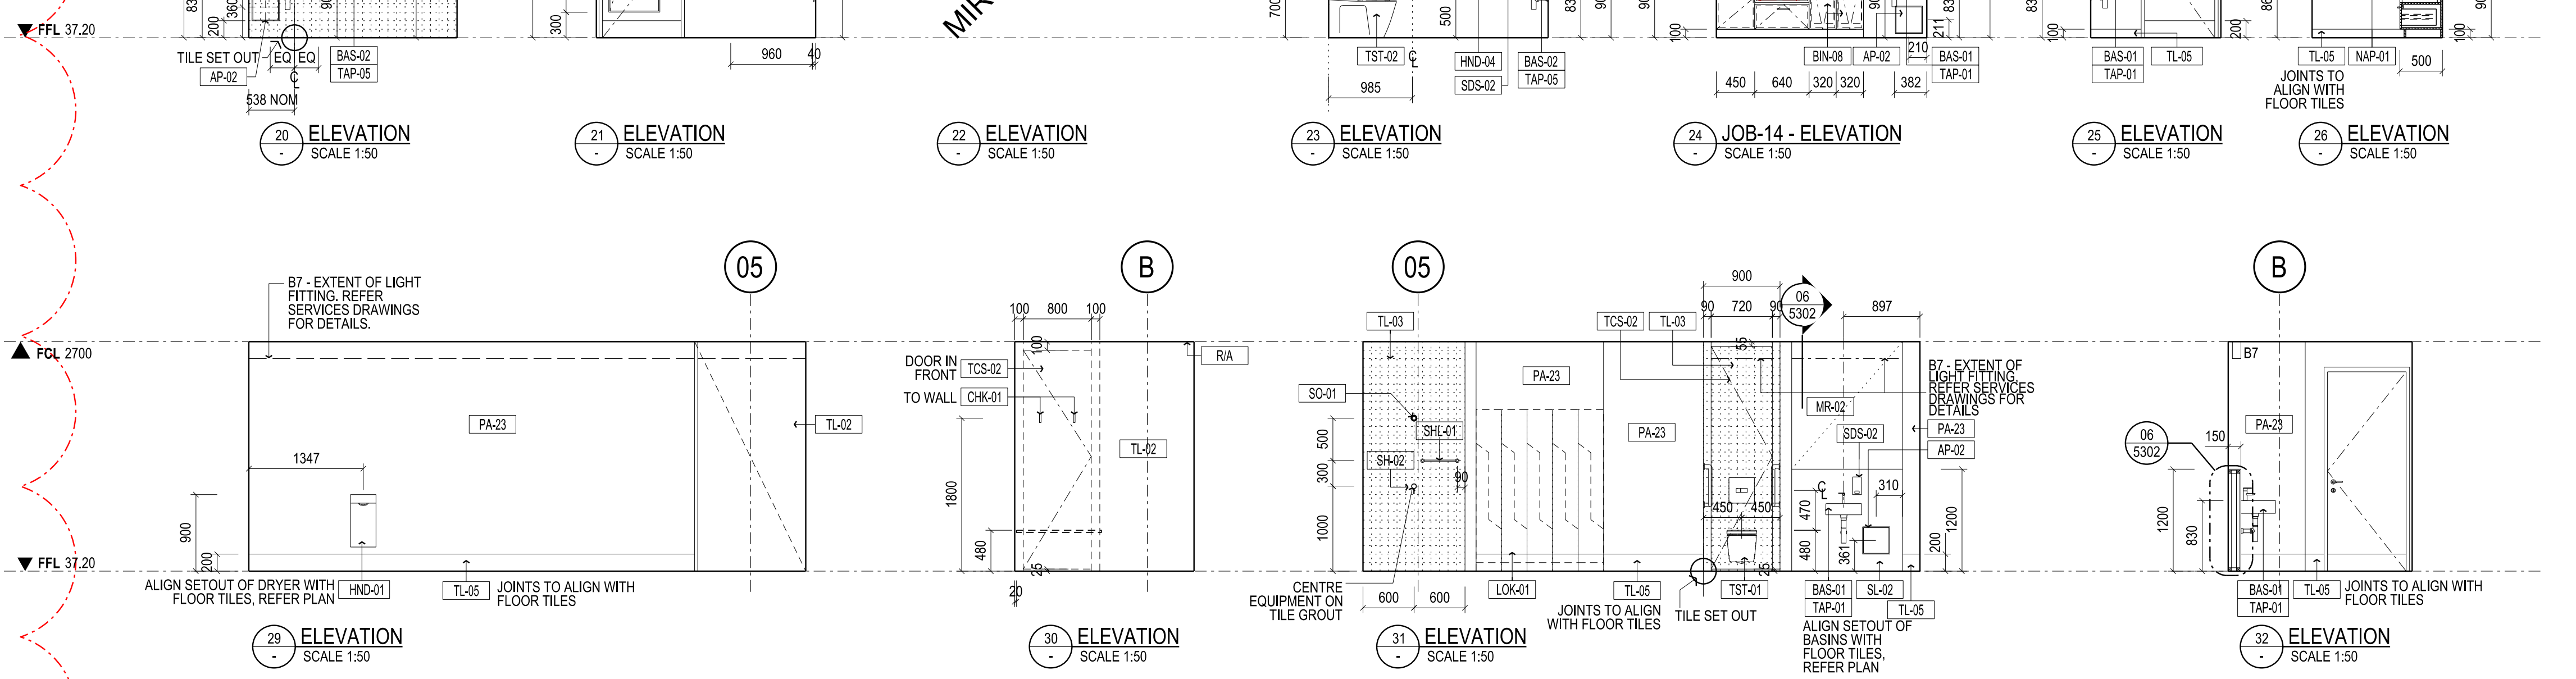 FFL 37.20
200
360
TILE SET OUT
EQ EQ
AP-02
BAS-02
TAP-05
538 NOM
20
-
ELEVATION
SCALE 1:50
300
960
40
21
-
ELEVATION
SCALE 1:50
22
-
ELEVATION
SCALE 1:50
700
500
TST-02
HND-04
SDS-02
BAS-02
TAP-05
985
23
-
ELEVATION
SCALE 1:50
100
211
210
BIN-08
AP-02
BAS-01
TAP-01
450
640
320
320
382
24
-
JOB-14 - ELEVATION
SCALE 1:50
100
200
BAS-01
TAP-01
TL-05
25
-
ELEVATION
SCALE 1:50
100
TL-05
NAP-01
500
JOINTS TO
ALIGN WITH
FLOOR TILES
26
-
ELEVATION
SCALE 1:50
05
B7 - EXTENT OF LIGHT
FITTING. REFER
SERVICES DRAWINGS
FOR DETAILS.
FCL 2700
PA-23
TL-02
1347
900
200
FFL 37.20
ALIGN SETOUT OF DRYER WITH
FLOOR TILES, REFER PLAN
HND-01
TL-05
JOINTS TO ALIGN WITH
FLOOR TILES
29
-
ELEVATION
SCALE 1:50
B
100
800
100
100
R/A
DOOR IN
FRONT
TCS-02
TO WALL
CHK-01
TL-02
1800
480
25
20
30
-
ELEVATION
SCALE 1:50
05
900
90
720
90
06
5302
897
TL-03
TCS-02
TL-03
55
PA-23
SO-01
B7 - EXTENT OF
LIGHT FITTING.
REFER SERVICES
DRAWINGS FOR
DETAILS
MR-02
500
SHL-01
PA-23
SDS-02
PA-23
AP-02
SH-02
300
90
310
450
450
470
1000
480
361
1200
200
25
CENTRE
EQUIPMENT ON
TILE GROUT
600
600
LOK-01
TL-05
TST-01
BAS-01
TAP-01
SL-02
TL-05
JOINTS TO ALIGN
WITH FLOOR TILES
TILE SET OUT
ALIGN SETOUT OF
BASINS WITH
FLOOR TILES,
REFER PLAN
31
-
ELEVATION
SCALE 1:50
B
B7
PA-23
150
06
5302
1200
830
BAS-01
TAP-01
TL-05
JOINTS TO ALIGN WITH
FLOOR TILES
32
-
ELEVATION
SCALE 1:50